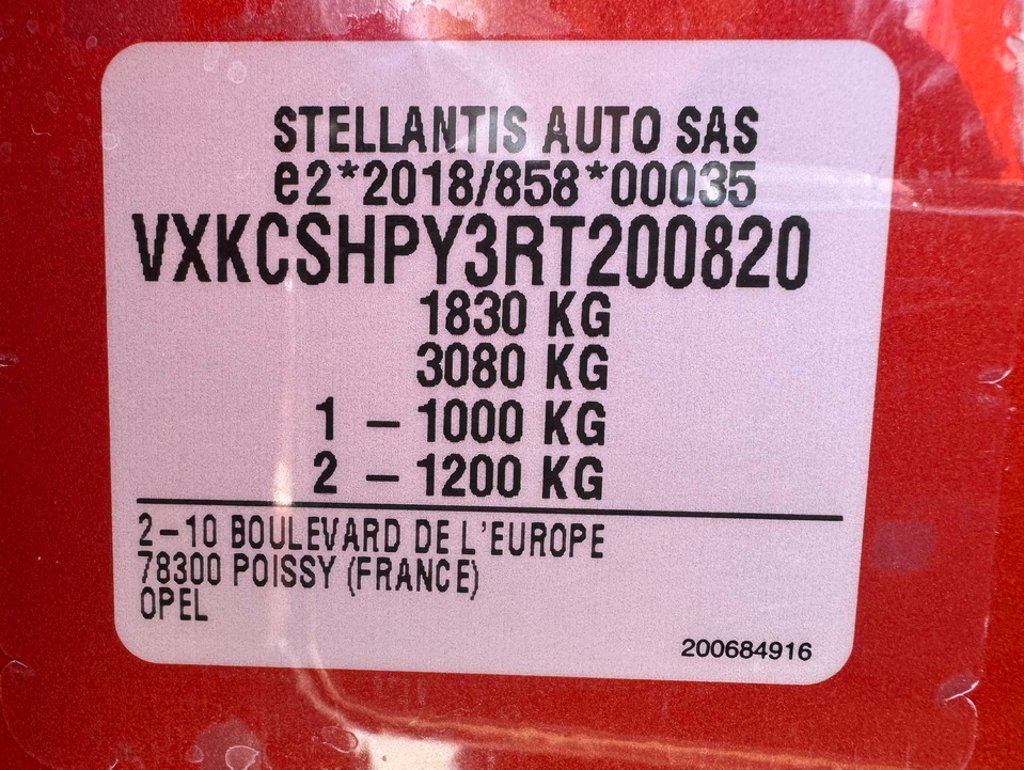 STELLANTIS AUTO SAS
e2*2018/858*00035
VXKCSHPY3RT200820
1830 KG
3080 KG
1 – 1000 KG
2 – 1200 KG
2–10 BOULEVARD DE L'EUROPE
78300 POISSY (FRANCE)
OPEL
200684916